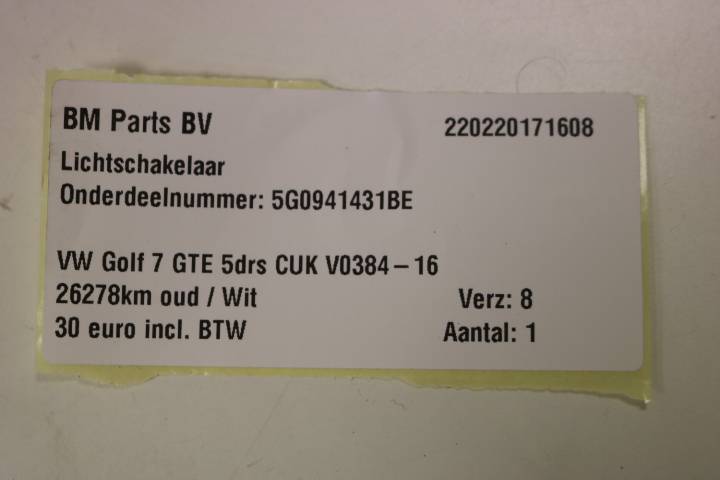 BM Parts BV 220220171608
Lichtschakelaar
Onderdeelnummer: 5G0941431BE
VW Golf 7 GTE 5drs CUK V0384-16
26278km oud / Wit Verz: 8
30 euro incl. BTW Aantal: 1